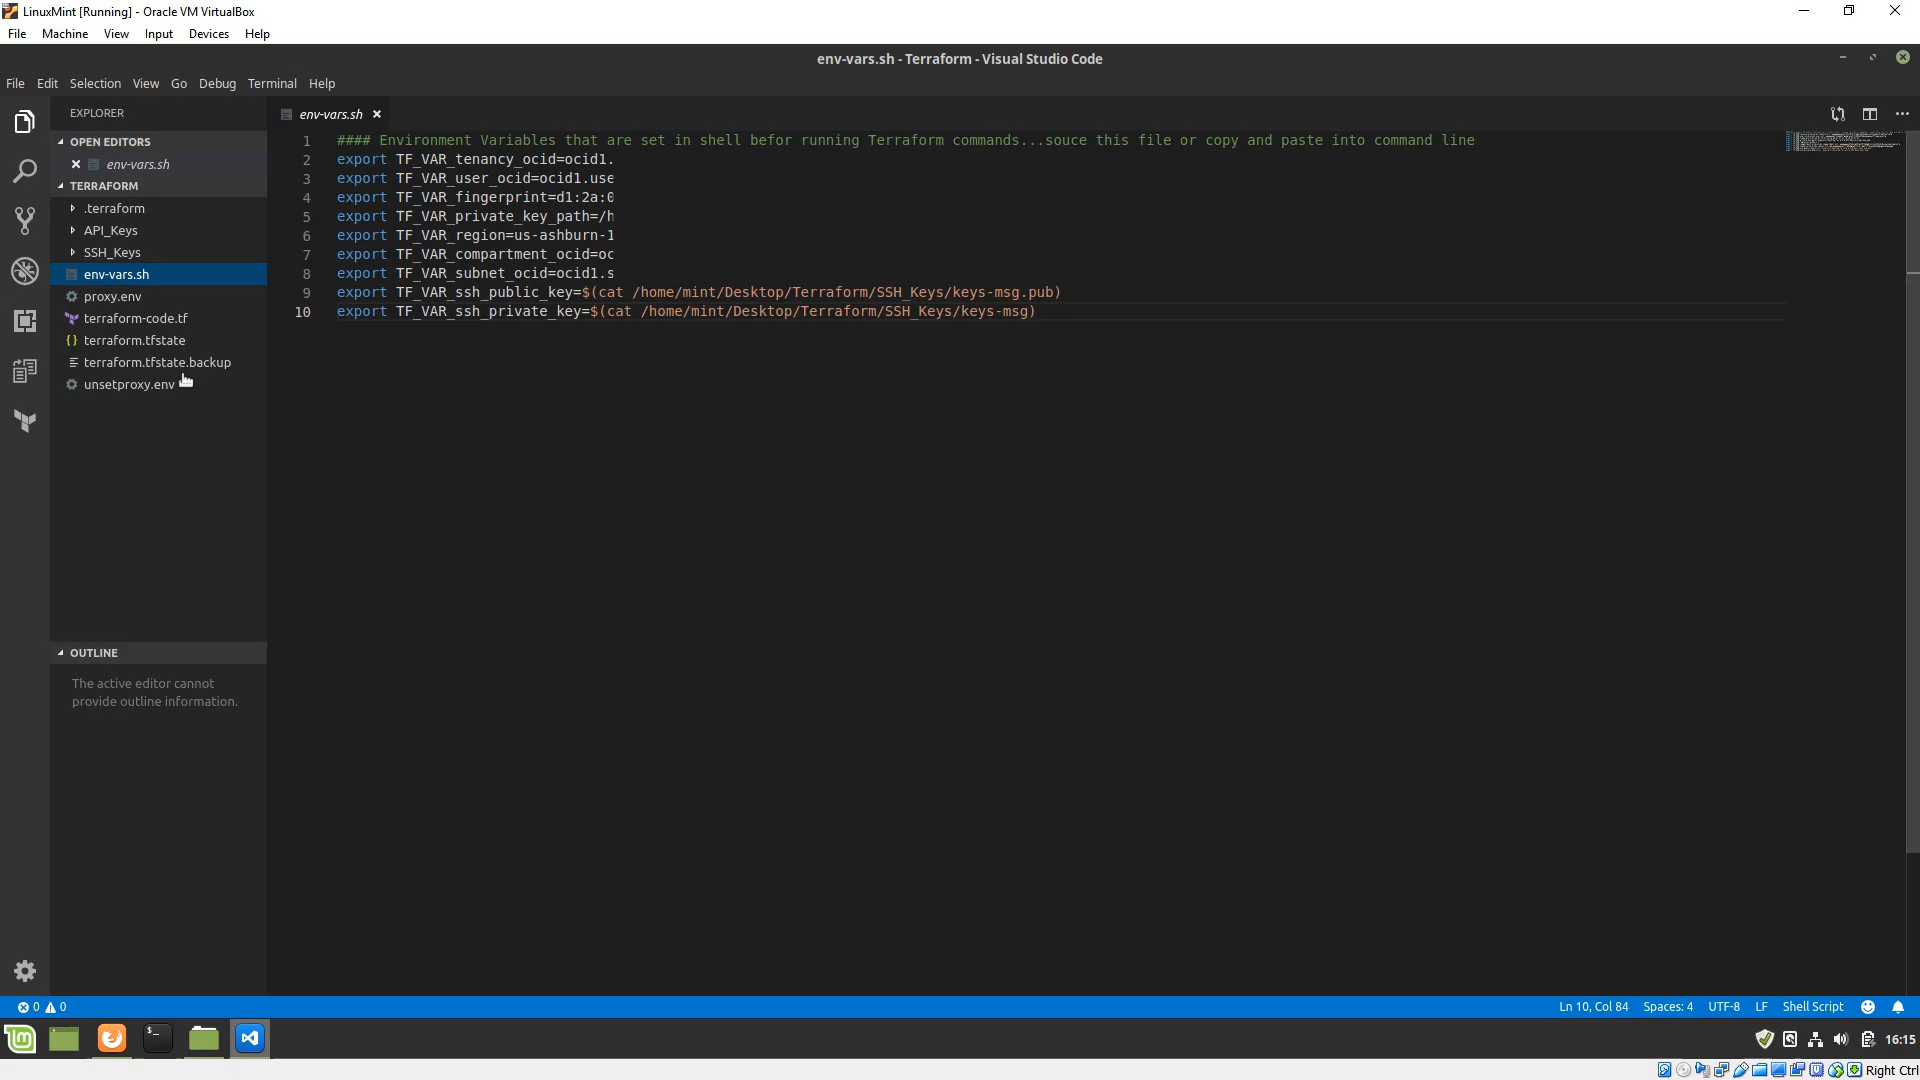 LinuxMint [Running] - Oracle VM VirtualBox
File Machine View Input Devices Help
env-vars.sh - Terraform - Visual Studio Code
File Edit Selection View Go Debug Terminal Help
EXPLORER
OPEN EDITORS
env-vars.sh
TERRAFORM
.terraform
API_Keys
SSH_Keys
env-vars.sh
proxy.env
terraform-code.tf
terraform.tfstate
terraform.tfstate.backup
unsetproxy.env
OUTLINE
The active editor cannot
provide outline information.
env-vars.sh
1 #### Environment Variables that are set in shell befor running Terraform commands...souce this file or copy and paste into command line
2 export TF_VAR_tenancy_ocid=ocid1.
3 export TF_VAR_user_ocid=ocid1.use
4 export TF_VAR_fingerprint=d1:2a:0
5 export TF_VAR_private_key_path=/h
6 export TF_VAR_region=us-ashburn-1
7 export TF_VAR_compartment_ocid=oc
8 export TF_VAR_subnet_ocid=ocid1.s
9 export TF_VAR_ssh_public_key=$(cat /home/mint/Desktop/Terraform/SSH_Keys/keys-msg.pub)
10 export TF_VAR_ssh_private_key=$(cat /home/mint/Desktop/Terraform/SSH_Keys/keys-msg)
0 0
Ln 10, Col 84 Spaces: 4 UTF-8 LF Shell Script
16:15
Right Ctrl